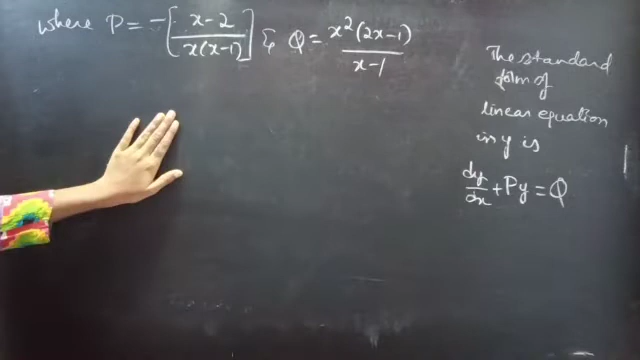 where P = -[x-2/x(x-1)] & Q = x²(2x-1)/x-1
The standard
form of
linear equation
in y is
dy/dx + Py = Q